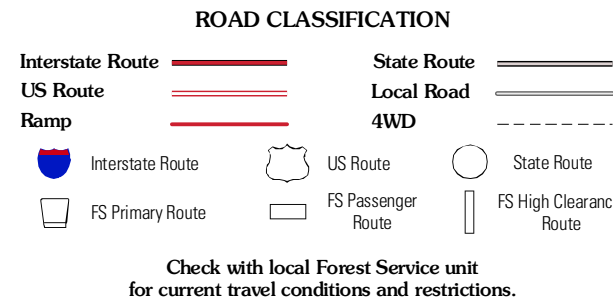 ROAD CLASSIFICATION
Interstate Route
State Route
US Route
Local Road
Ramp
4WD
Interstate Route
US Route
State Route
FS Primary Route
FS Passenger
Route
FS High Clearanc
Route
Check with local Forest Service unit
for current travel conditions and restrictions.